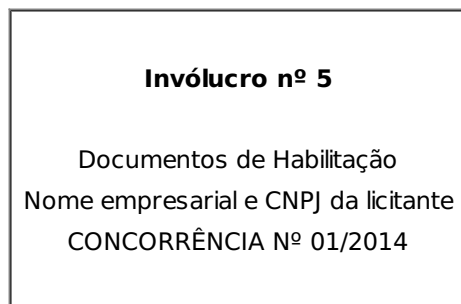 Invólucro nº 5
Documentos de Habilitação
Nome empresarial e CNPJ da licitante
CONCORRÊNCIA Nº 01/2014